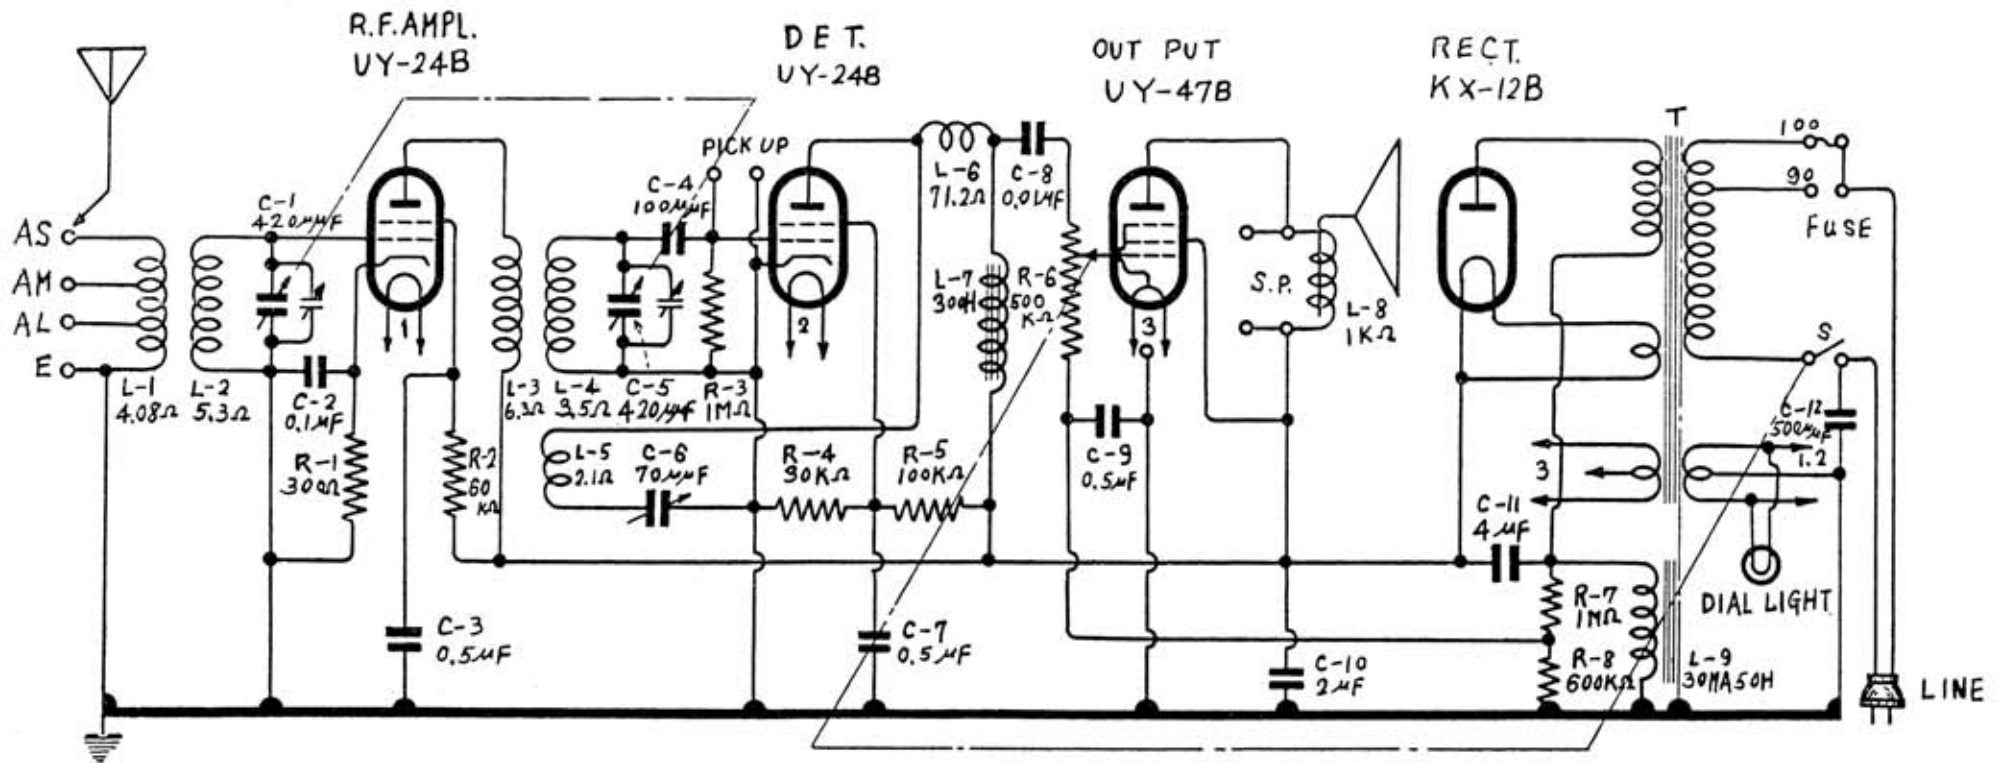 R.F.AMPL.
UY-24B
DET.
UY-24B
OUT PUT
UY-47B
RECT.
KX-12B
T
100
90
FUSE
PICK UP
AS
AM
AL
E
C-1
420μμF
C-4
100μμF
L-6
71.2Ω
C-8
0.01μF
L-7
300H
R-6
500
KΩ
S.P.
L-8
1KΩ
S
1
2
3
L-1
4.08Ω
L-2
5.3Ω
C-2
0.1μF
L-3
6.3Ω
L-4
3.5Ω
C-5
420μμF
R-3
1MΩ
R-1
300Ω
R-2
60
KΩ
L-5
2.1Ω
C-6
70μμF
R-4
30KΩ
R-5
100KΩ
C-9
0.5μF
3
C-12
500μμF
1.2
C-11
4μF
DIAL LIGHT
C-3
0.5μF
C-7
0.5μF
C-10
2μF
R-7
1MΩ
R-8
600KΩ
L-9
30MA50H
LINE